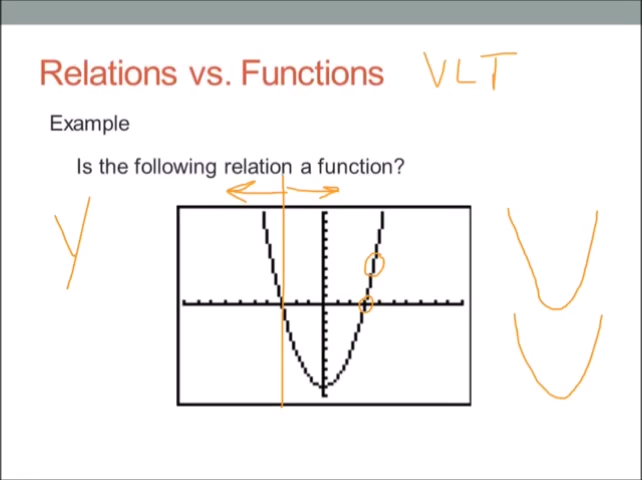 Relations vs. Functions VLT
Example
Is the following relation a function?
y